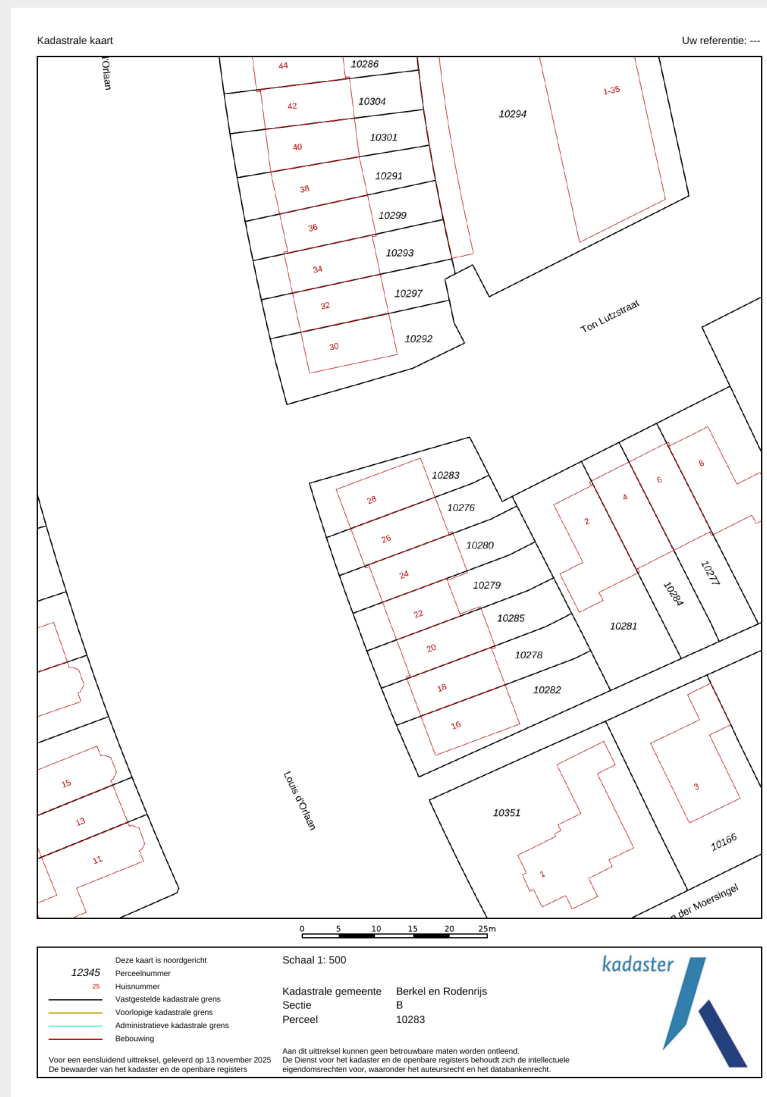 Kadastrale kaart
Uw referentie: ---
d'Orlaan
44
10286
42
10304
1-35
10294
40
10301
38
10291
36
10299
34
10293
32
10297
30
10292
Ton Lutzstraat
28
10283
26
10276
24
10280
22
10279
20
10285
18
10278
16
10282
2
4
6
8
10281
10284
10277
15
13
11
Louis d'Orlaan
10351
1
3
10166
der Moersingel
0 5 10 15 20 25m
Deze kaart is noordgericht
12345 Perceelnummer
25 Huisnummer
Vastgestelde kadastrale grens
Voorlopige kadastrale grens
Administratieve kadastrale grens
Bebouwing
Voor een eensluidend uittreksel, geleverd op 13 november 2025
De bewaarder van het kadaster en de openbare registers
Schaal 1: 500
Kadastrale gemeente Berkel en Rodenrijs
Sectie B
Perceel 10283
Aan dit uittreksel kunnen geen betrouwbare maten worden ontleend.
De Dienst voor het kadaster en de openbare registers behoudt zich de intellectuele
eigendomsrechten voor, waaronder het auteursrecht en het databankenrecht.
kadaster